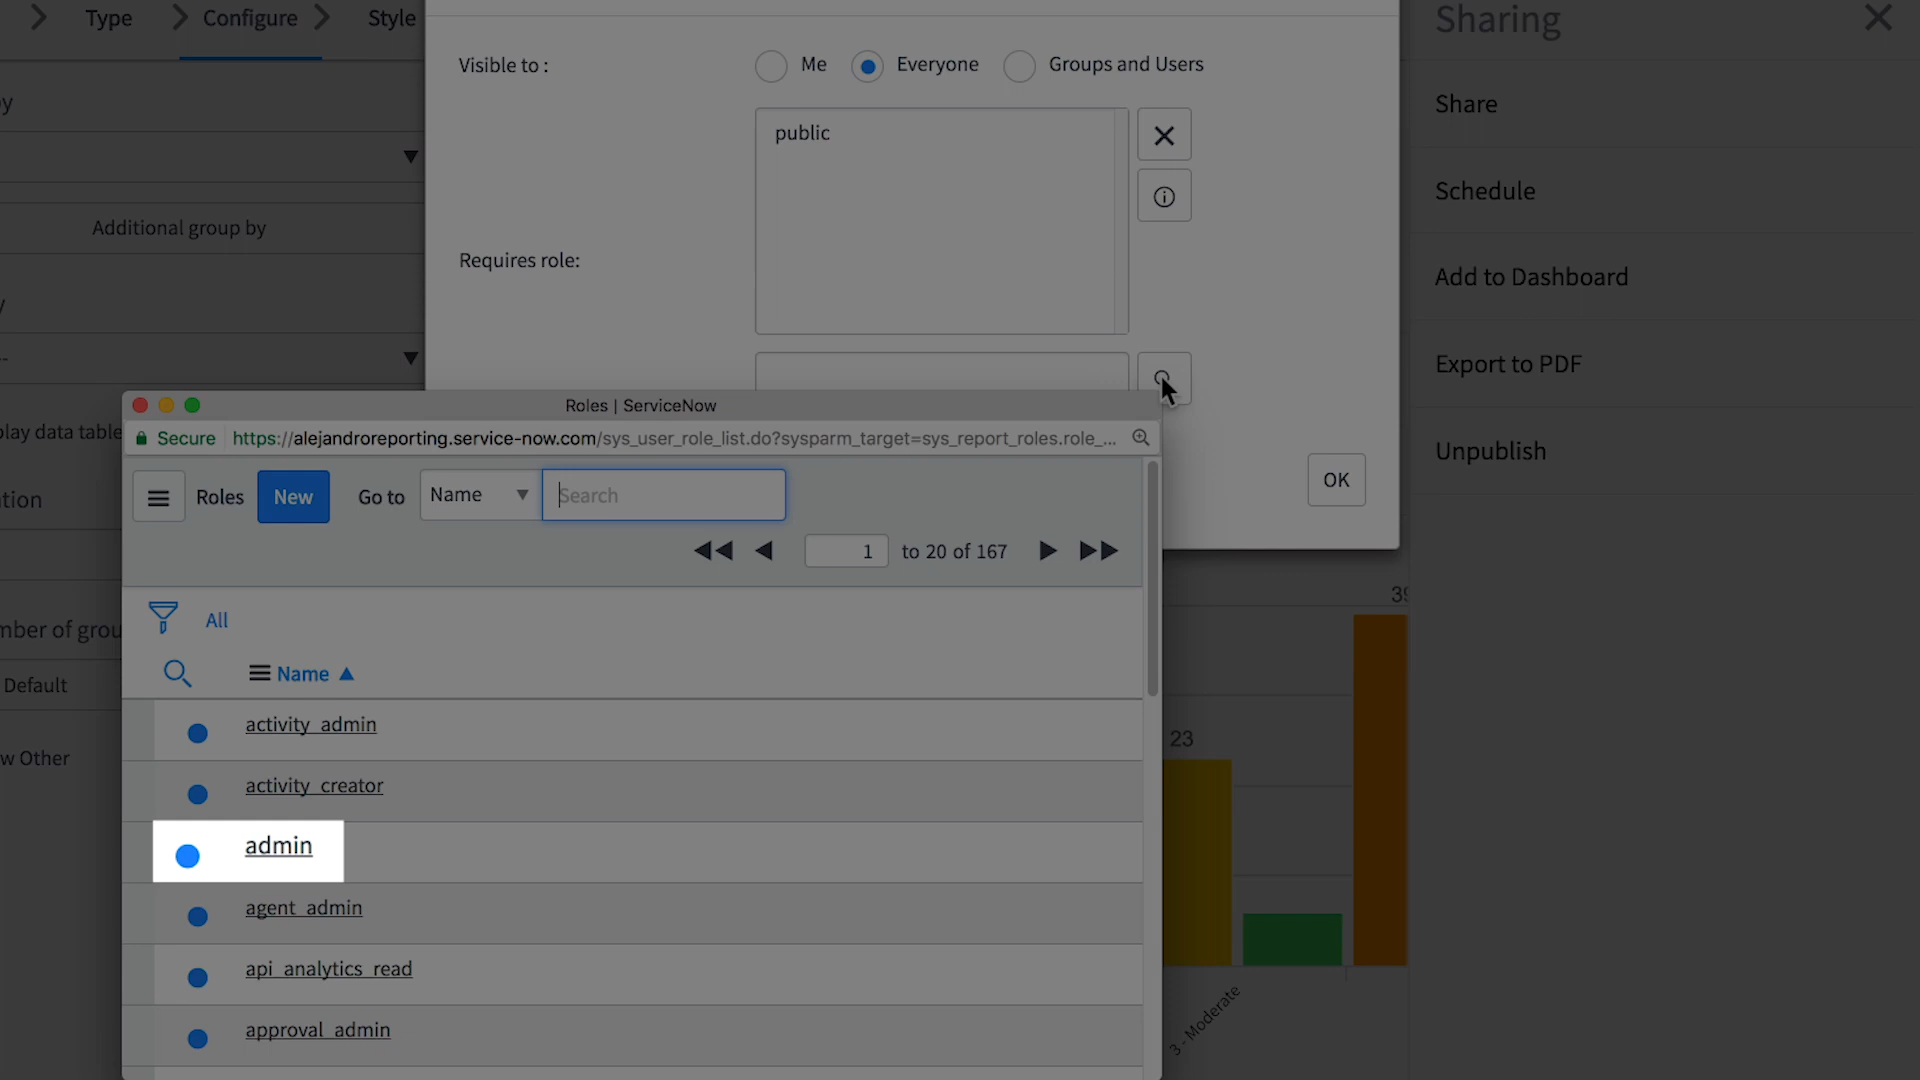 Type
Configure
Style
Sharing
Visible to :
Me
Everyone
Groups and Users
public
Requires role:
Share
Schedule
Add to Dashboard
Export to PDF
Unpublish
OK
Additional group by
Default
Roles | ServiceNow
Secure
https://alejandroreporting.service-now.com/sys_user_role_list.do?sysparm_target=sys_report_roles.role_...
Roles
New
Go to
Name
Search
1
to 20 of 167
All
Name
activity_admin
activity_creator
admin
agent_admin
api_analytics_read
approval_admin
23
3 - Moderate